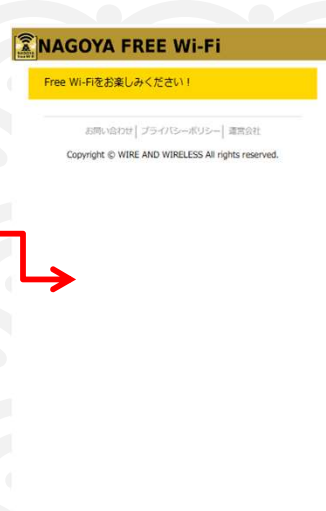 NAGOYA FREE Wi-Fi
Free Wi-Fiをお楽しみください！
お問い合わせ│ プライバシーポリシー│ 運営会社
Copyright © WIRE AND WIRELESS All rights reserved.